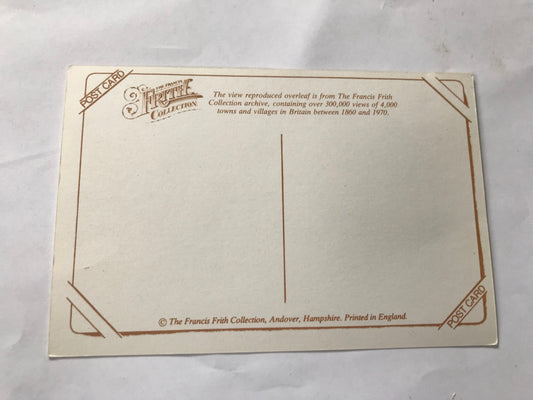 POST CARD
THE FRANCIS
FRITH
COLLECTION
The view reproduced overleaf is from The Francis Frith
Collection archive, containing over 300,000 views of 4,000
towns and villages in Britain between 1860 and 1970.
POST CARD
© The Francis Frith Collection, Andover, Hampshire. Printed in England.